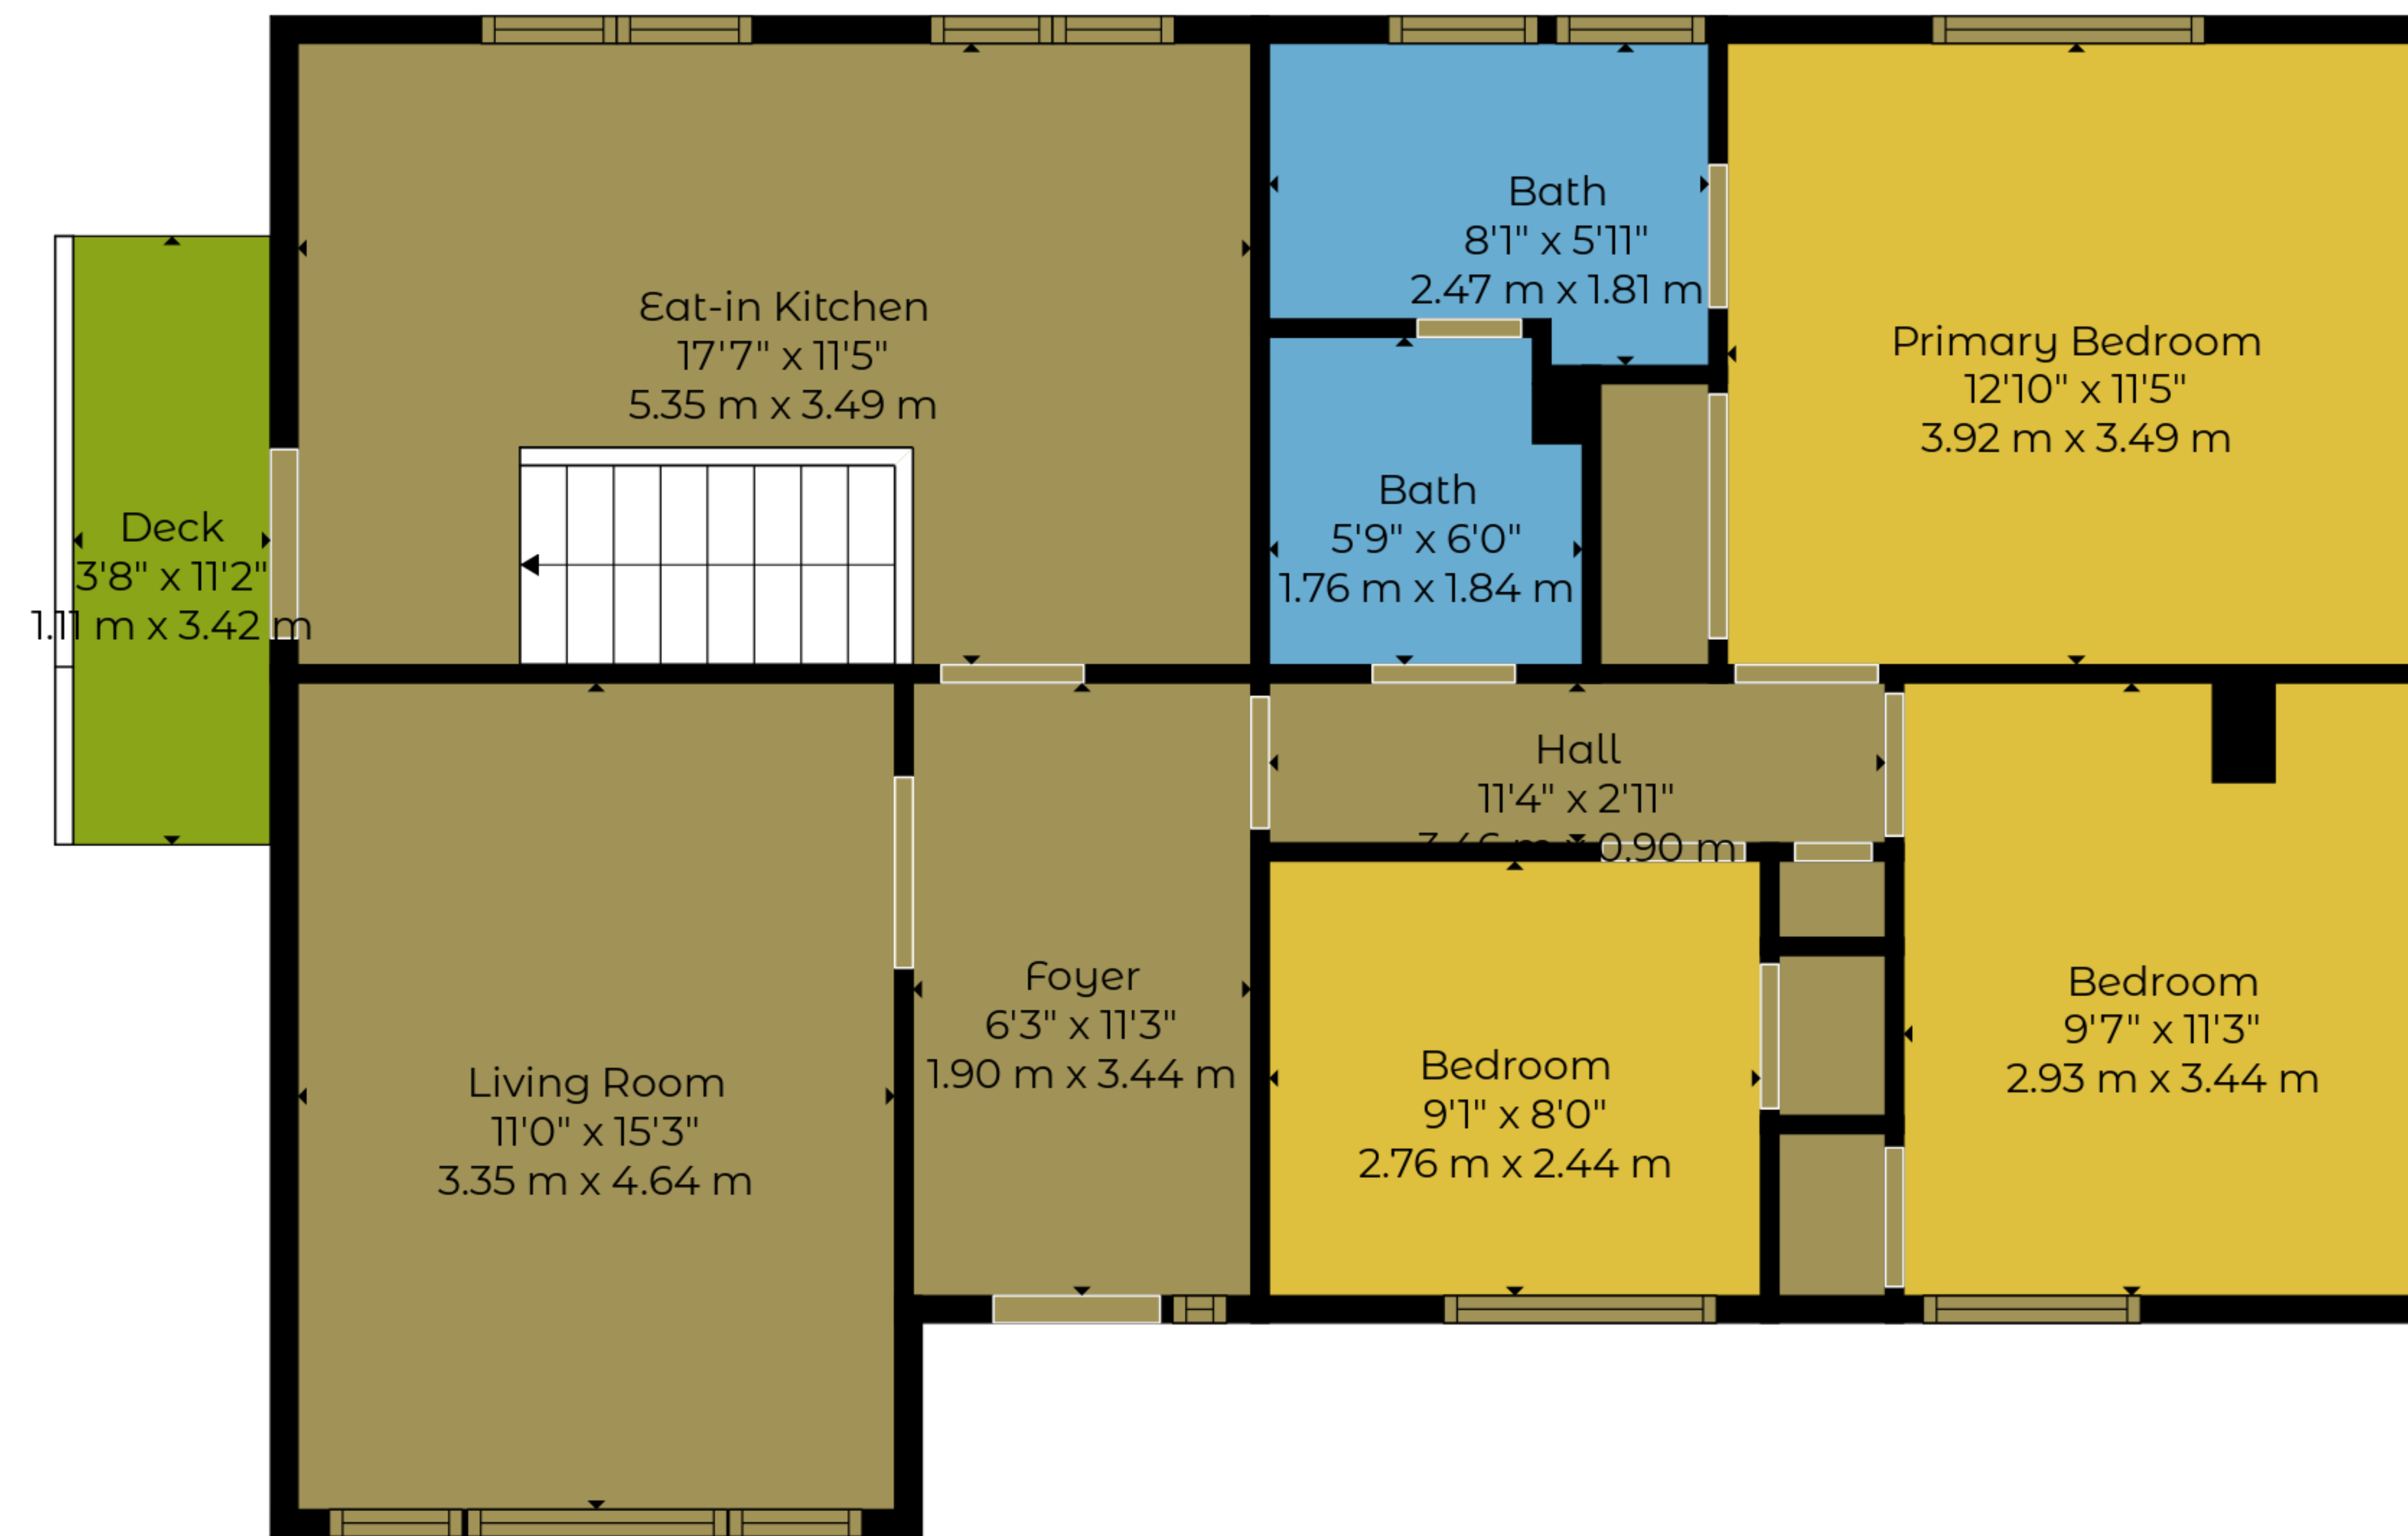 Eat-in Kitchen
17'7" x 11'5"
5.35 m x 3.49 m
Bath
8'1" x 5'11"
2.47 m x 1.81 m
Primary Bedroom
12'10" x 11'5"
3.92 m x 3.49 m
Deck
3'8" x 11'2"
1.11 m x 3.42 m
Bath
5'9" x 6'0"
1.76 m x 1.84 m
Hall
11'4" x 2'11"
3.46 m x 0.90 m
Foyer
6'3" x 11'3"
1.90 m x 3.44 m
Living Room
11'0" x 15'3"
3.35 m x 4.64 m
Bedroom
9'1" x 8'0"
2.76 m x 2.44 m
Bedroom
9'7" x 11'3"
2.93 m x 3.44 m